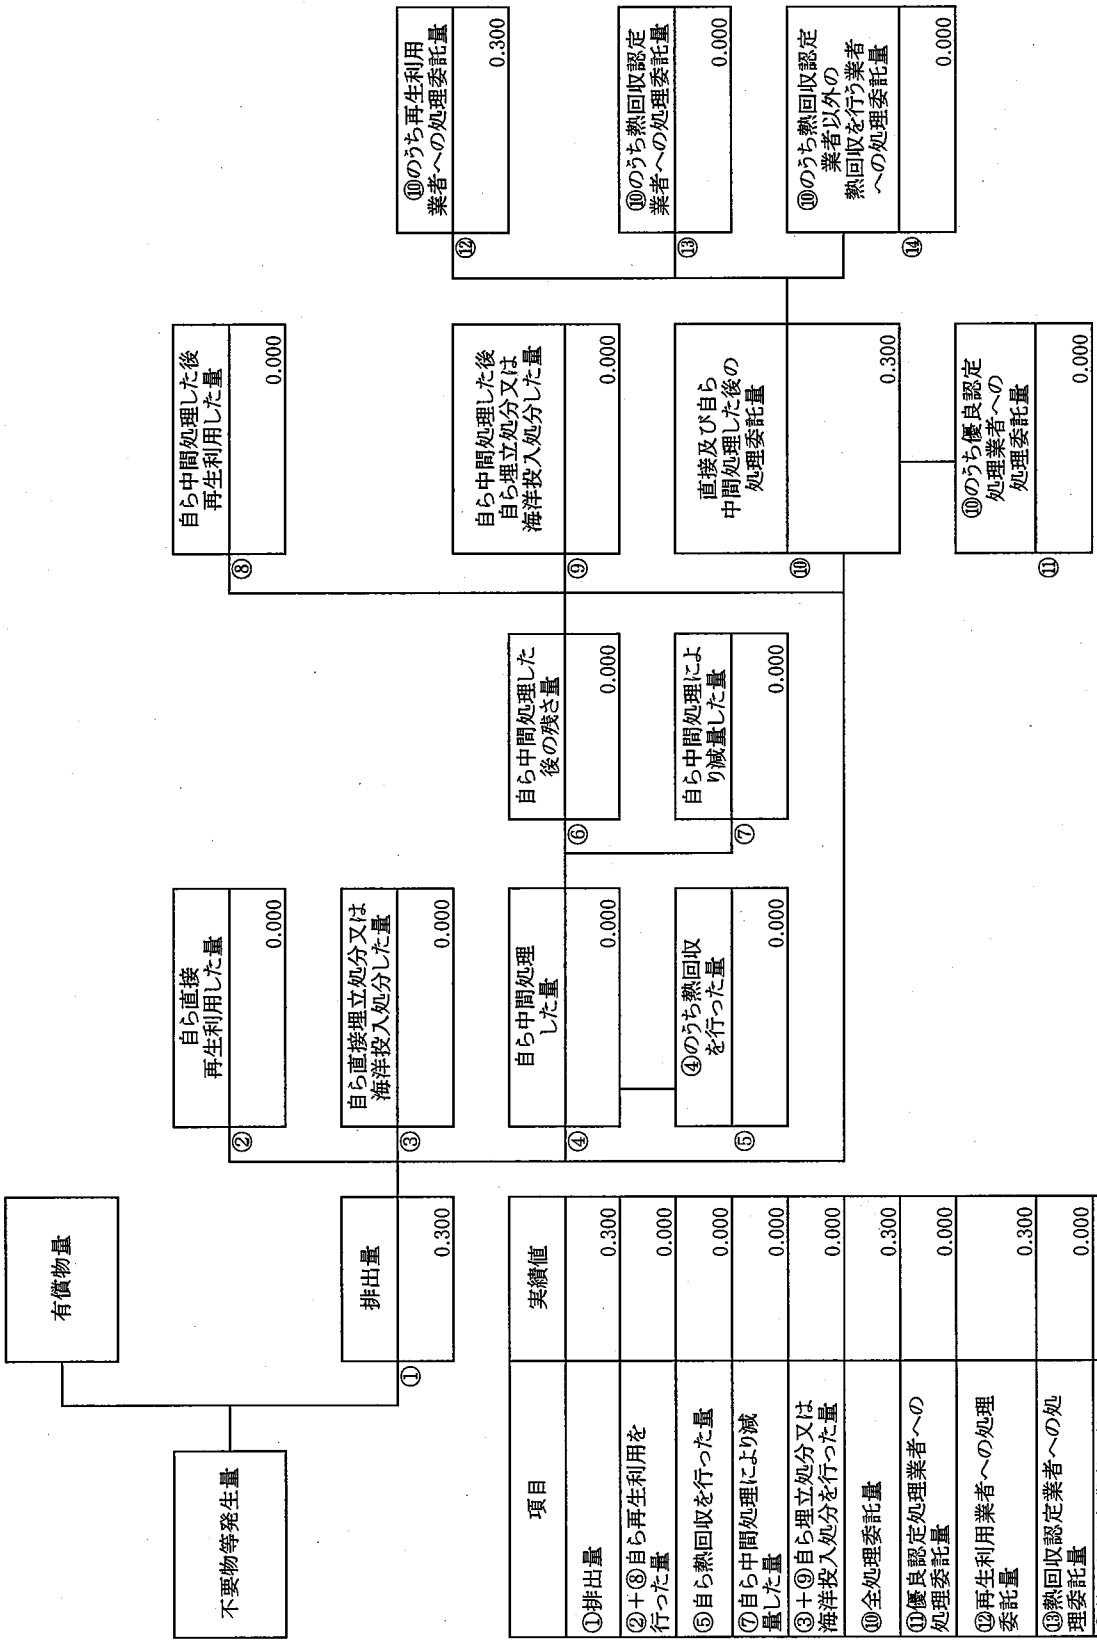 不要物等発生量
有償物量
①
排出量
0.300
②
自ら直接
再生利用した量
0.000
③
自ら直接埋立処分又は
海洋投入処分した量
0.000
④
自ら中間処理
した量
0.000
⑤
④のうち熱回収
を行った量
0.000
⑥
自ら中間処理した
後の残さ量
0.000
⑦
自ら中間処理によ
り減量した量
0.000
⑧
自ら中間処理した後
再生利用した量
0.000
⑨
自ら中間処理した後
自ら埋立処分又は
海洋投入処分した量
0.000
⑩
直接及び自ら
中間処理した後の
処理委託量
0.300
⑪
⑩のうち優良認定
処理業者への
処理委託量
0.000
⑫
⑩のうち再生利用
業者への処理委託量
0.300
⑬
⑩のうち熱回収認定
業者への処理委託量
0.000
⑭
⑩のうち熱回収認定
業者以外の
熱回収を行う業者
への処理委託量
0.000
項目 実績値
①排出量 0.300
②+⑧自ら再生利用を
行った量 0.000
⑤自ら熱回収を行った量 0.000
⑦自ら中間処理により減
量した量 0.000
③+⑨自ら埋立処分又は
海洋投入処分を行った量 0.000
⑩全処理委託量 0.300
⑪優良認定処理業者への
処理委託量 0.000
⑫再生利用業者への処理
委託量 0.300
⑬熱回収認定業者への処
理委託量 0.000